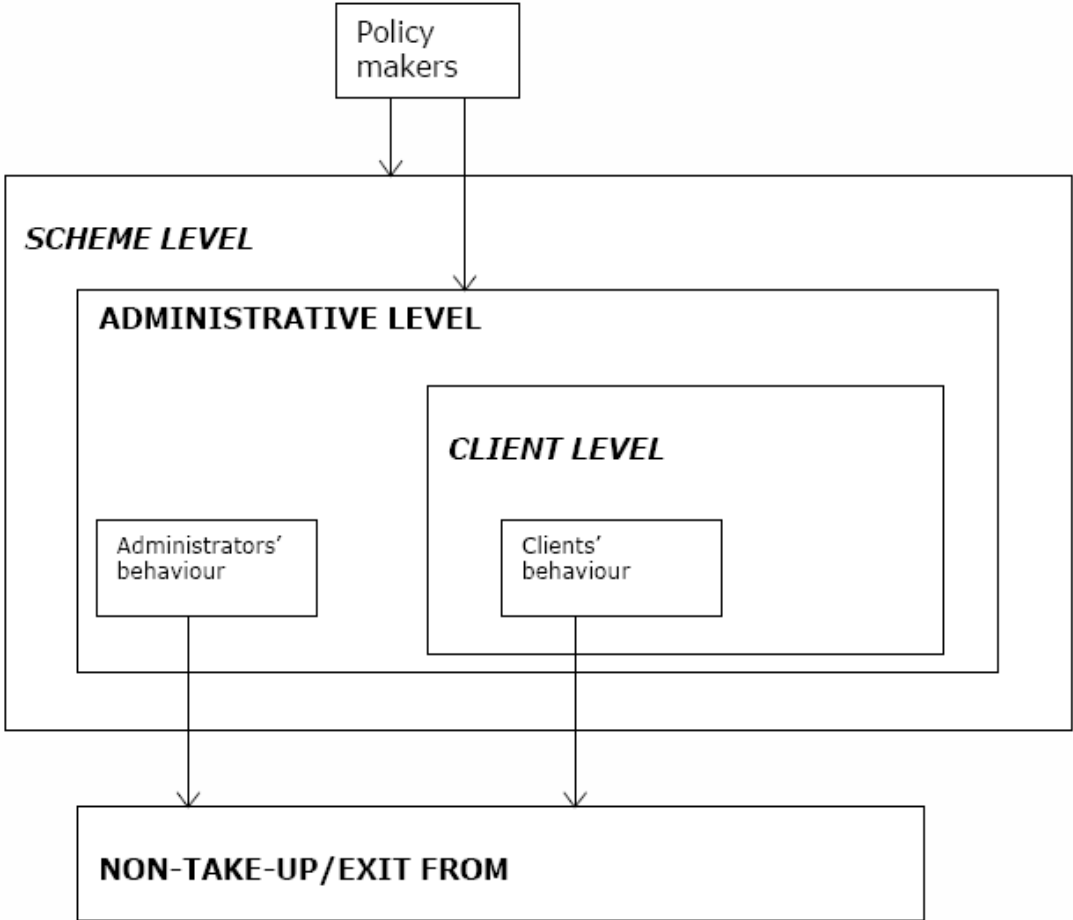 Policy
makers
SCHEME LEVEL
ADMINISTRATIVE LEVEL
CLIENT LEVEL
Administrators’
behaviour
Clients’
behaviour
NON-TAKE-UP/EXIT FROM